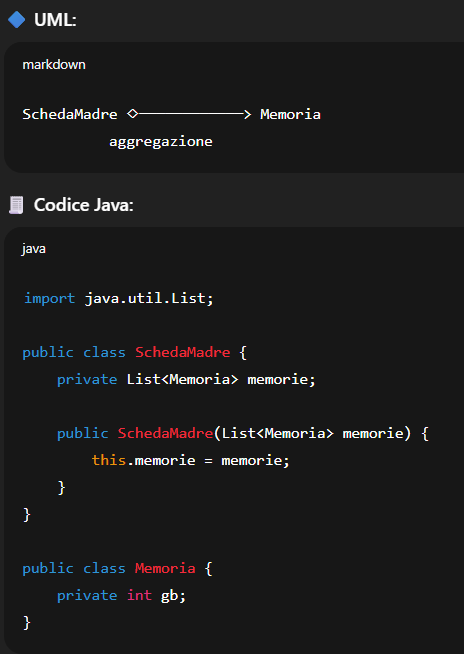 UML:
markdown
SchedaMadre ◇────────────> Memoria
aggregazione
Codice Java:
java
import java.util.List;
public class SchedaMadre {
private List<Memoria> memorie;
public SchedaMadre(List<Memoria> memorie) {
this.memorie = memorie;
}
}
public class Memoria {
private int gb;
}